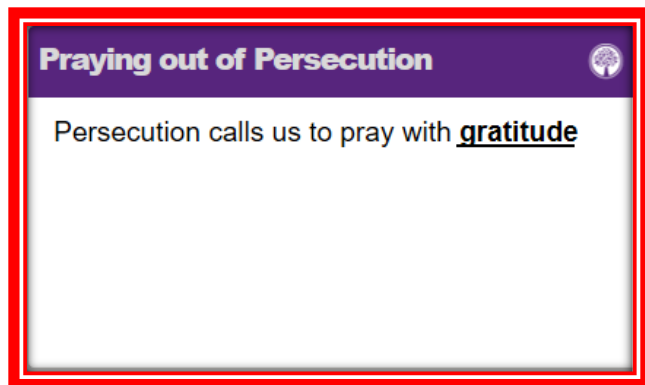 Praying out of Persecution
Persecution calls us to pray with gratitude